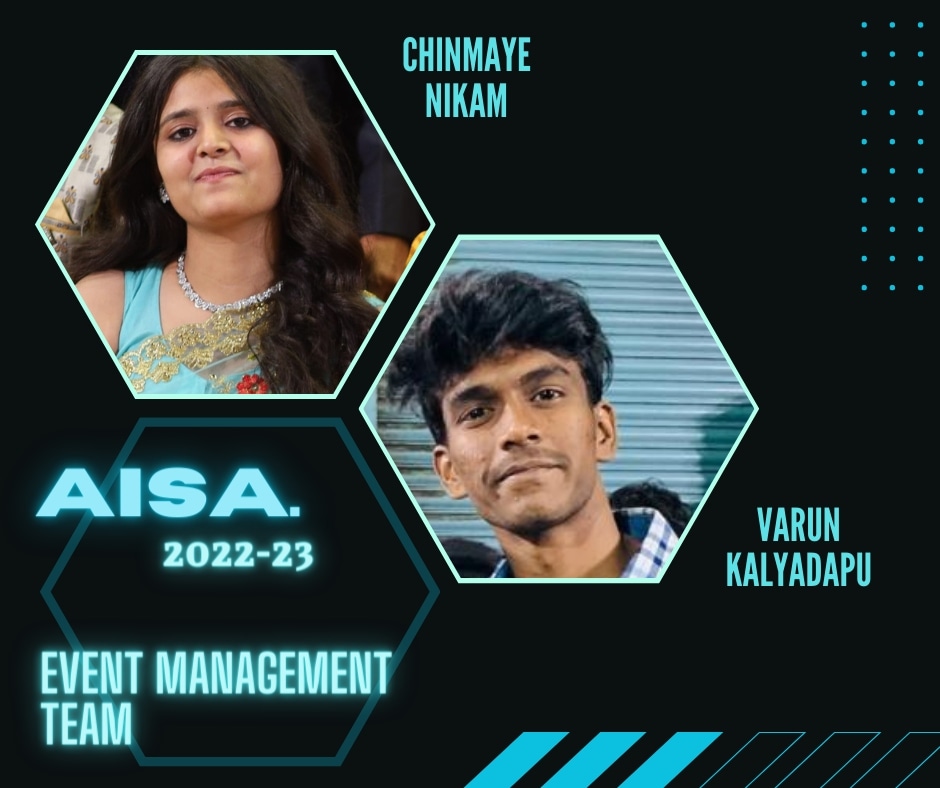 CHINMAYE
NIKAM
VARUN
KALYADAPU
AISA.
2022-23
EVENT MANAGEMENT
TEAM